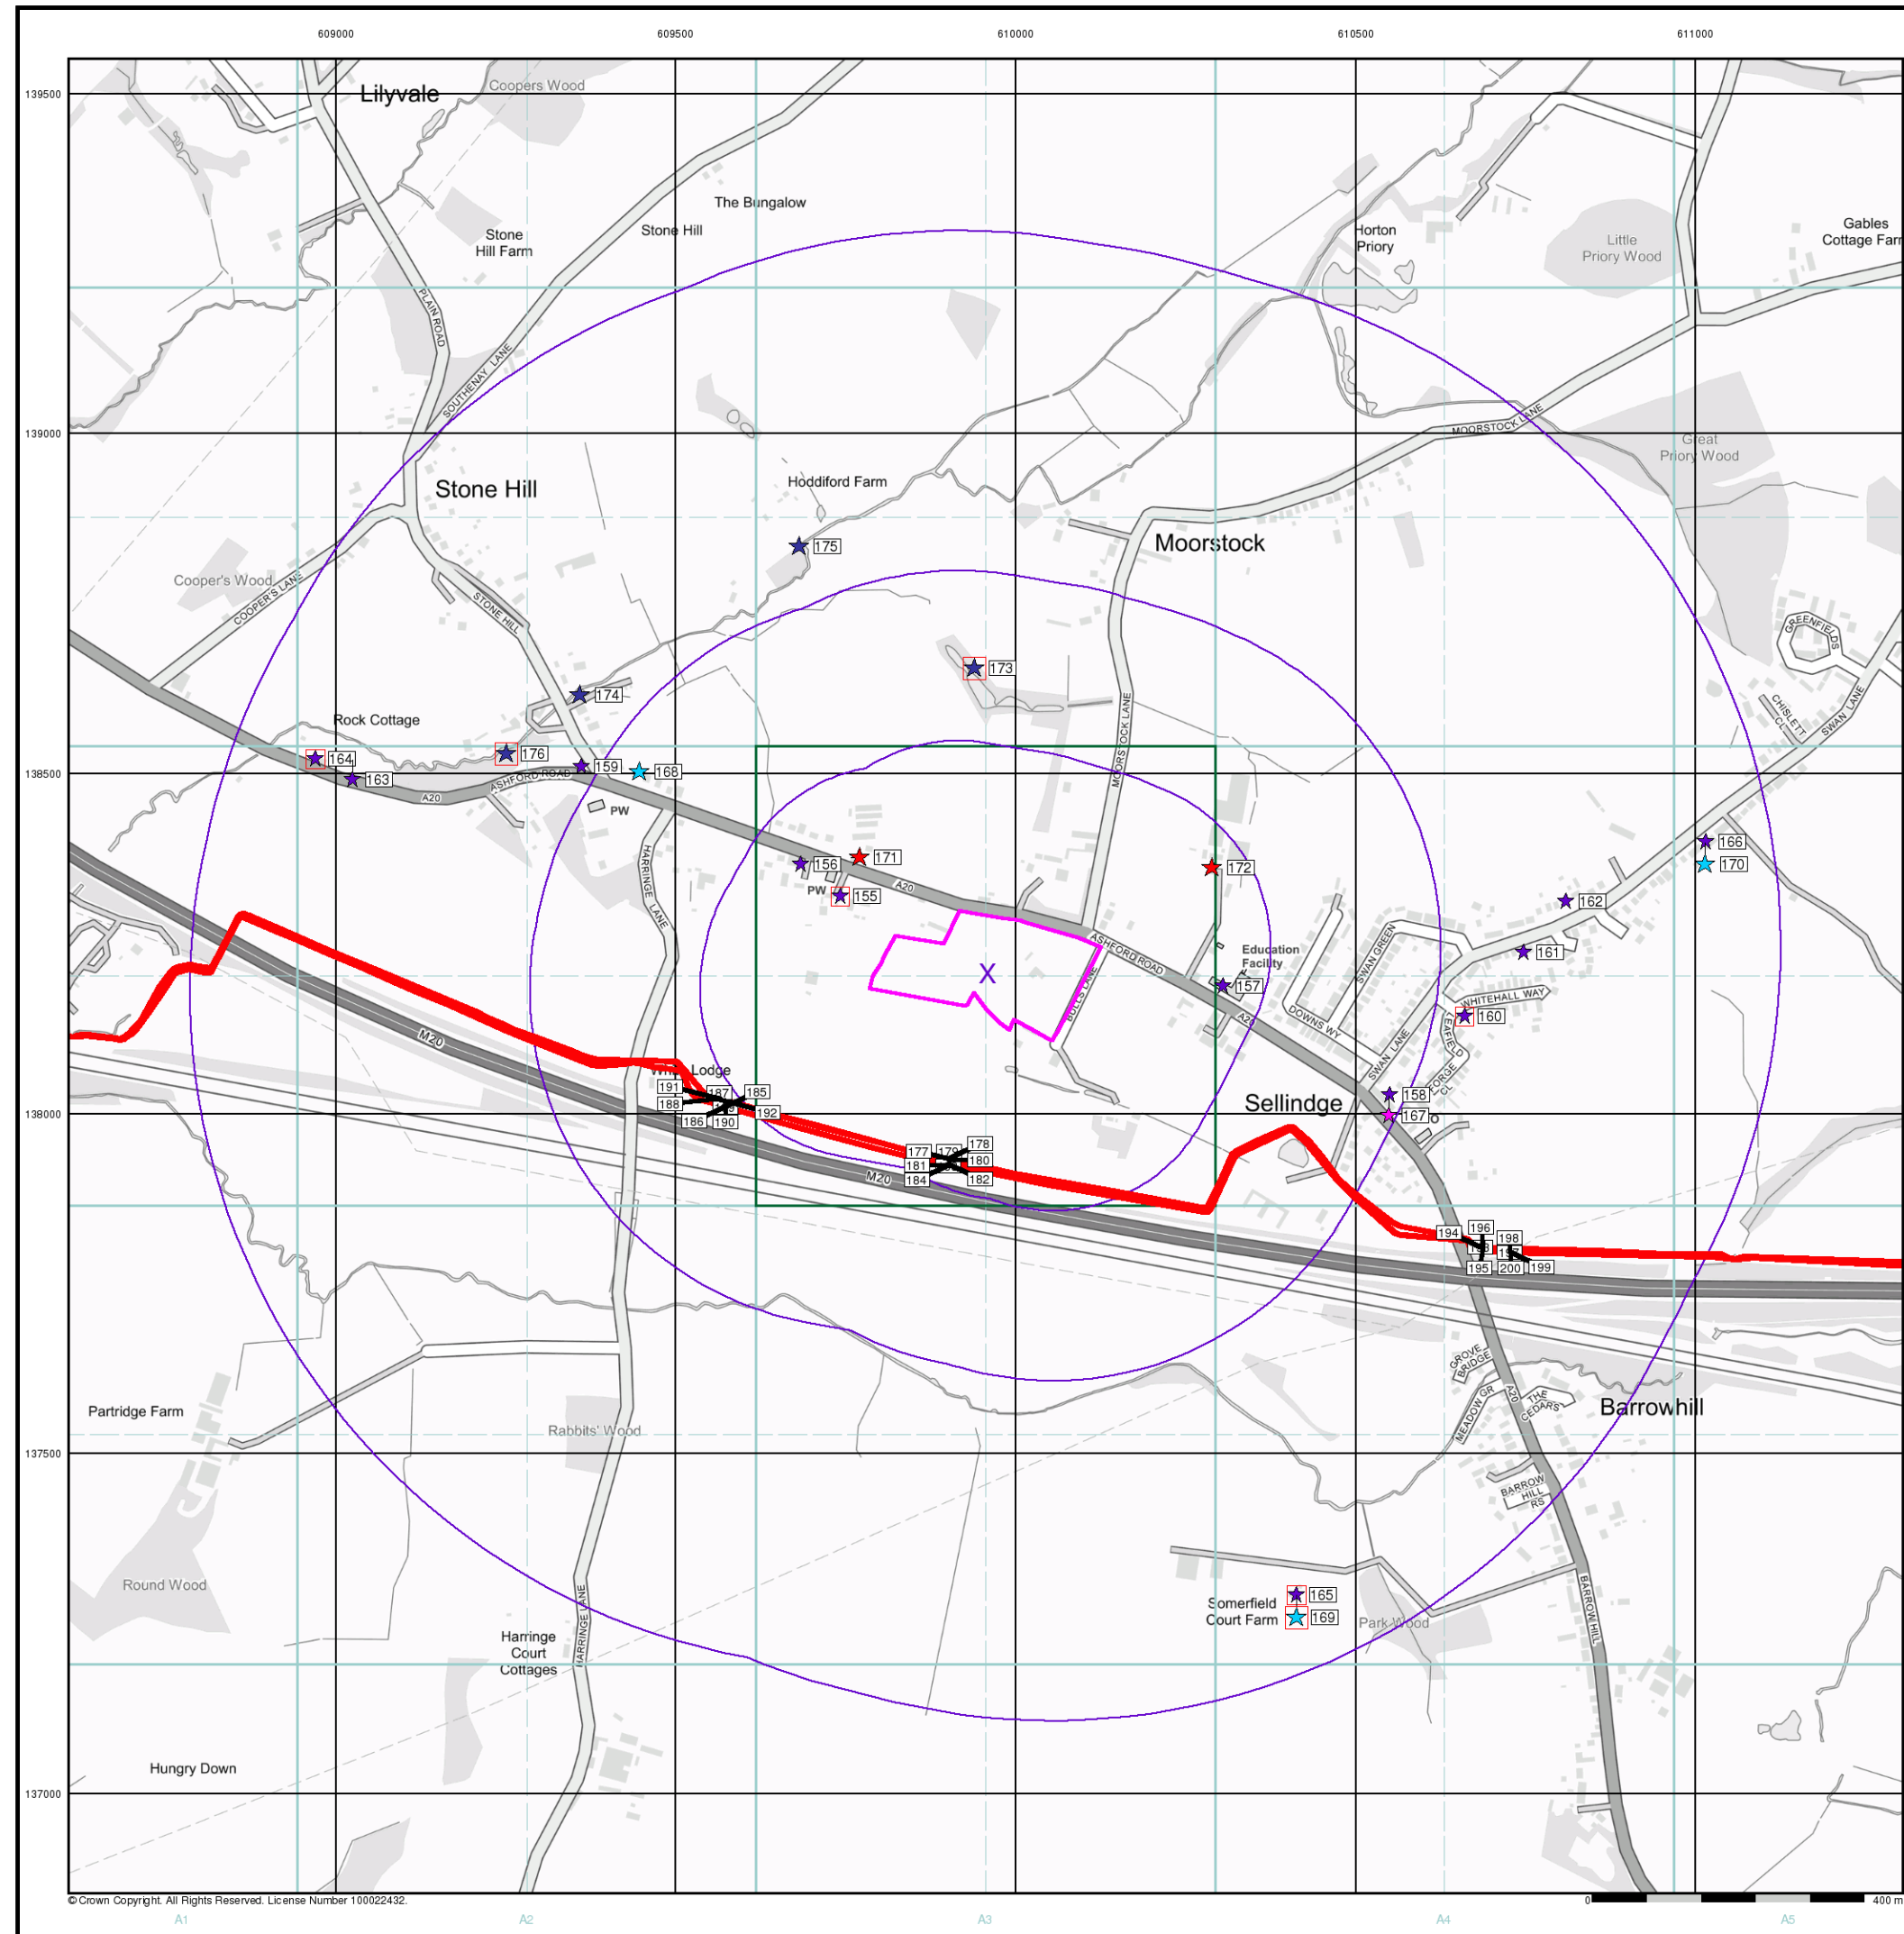 609000
609500
610000
610500
611000
139500
Lilyvale
Coopers Wood
The Bungalow
Stone Hill
Stone
Hill Farm
Horton
Priory
Little
Priory Wood
Gables
Cottage Farm
PLAIN ROAD
SOUTHENAY LANE
139000
MOORSTOCK LANE
Great
Priory Wood
Stone Hill
Hoddiford Farm
175
Moorstock
Cooper's Wood
COOPER'S LANE
STONE HILL
GREENFIELDS
173
174
MOORSTOCK LANE
CHISLETT
CL
SWAN LANE
Rock Cottage
164
176
159
168
138500
163
ASHFORD ROAD
A20
PW
HARRINGE LANE
156
171
A20
172
166
170
PW
155
162
ASHFORD ROAD
Education
Facility
SWAN GREEN
161
X
157
BULLS LANE
A20
DOWNS WY
WHITEHALL WAY
160
LEAFIELD
SWAN LANE
FORGE
CL
M20
Lodge
191
187
185
188
192
186
190
138000
Sellindge
158
167
177
178
181
180
184
182
M20
194
196
198
195
200
199
GROVE
BRIDGE
MEADOW GR
A20
THE
CEDARS
Barrowhill
Partridge Farm
Rabbits' Wood
137500
BARROW
HILL
RS
Round Wood
HARRINGE LANE
Somerfield
Court Farm
165
169
Park Wood
BARROW HILL
Harringe
Court
Cottages
Hungry Down
137000
© Crown Copyright. All Rights Reserved. License Number 100022432.
0
400 m
A1
A2
A3
A4
A5